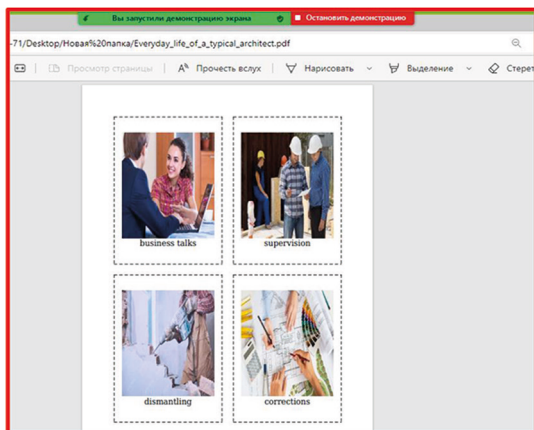 Вы запустили демонстрацию экрана
Остановить демонстрацию
-71/Desktop/Новая%20папка/Everyday_life_of_a_typical_architect.pdf
Просмотр страницы
Прочесть вслух
Нарисовать
Выделение
Стерет
business talks
supervision
dismantling
corrections